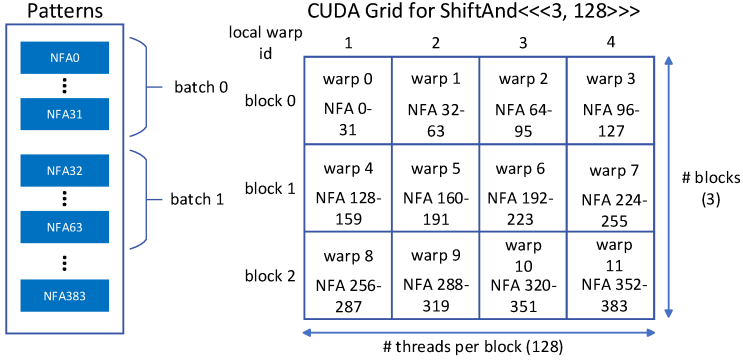 Patterns
NFA0
NFA31
NFA32
NFA63
NFA383
batch 0
batch 1
CUDA Grid for ShiftAnd<<<3, 128>>>
local warp
id
1 2 3 4
block 0
warp 0
NFA 0-
31
warp 1
NFA 32-
63
warp 2
NFA 64-
95
warp 3
NFA 96-
127
block 1
warp 4
NFA 128-
159
warp 5
NFA 160-
191
warp 6
NFA 192-
223
warp 7
NFA 224-
255
block 2
warp 8
NFA 256-
287
warp 9
NFA 288-
319
warp
10
NFA 320-
351
warp
11
NFA 352-
383
# blocks
(3)
# threads per block (128)